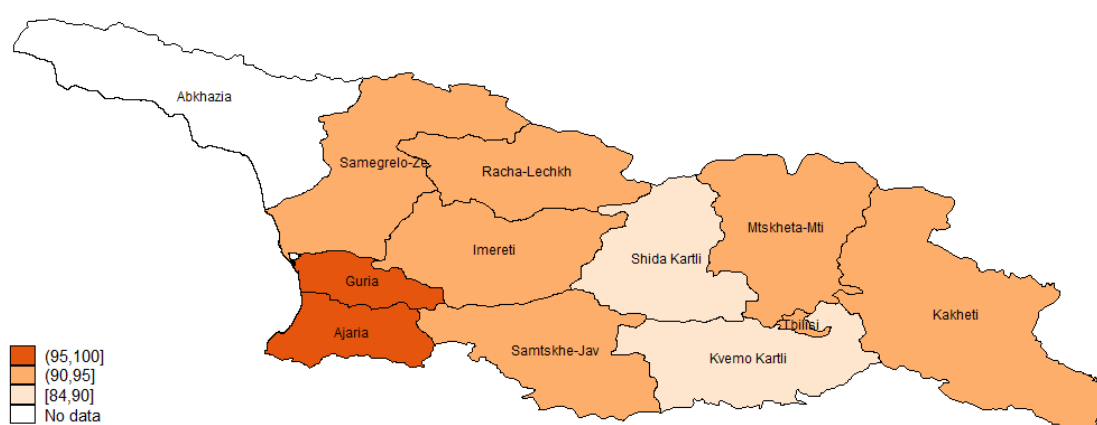 Abkhazia
Samegrelo-Ze
Racha-Lechkh
Mtskheta-Mti
Imereti
Shida Kartli
Guria
Kakheti
Tbilisi
Ajaria
Samtskhe-Jav
Kvemo Kartli
(95,100]
(90,95]
[84,90]
No data